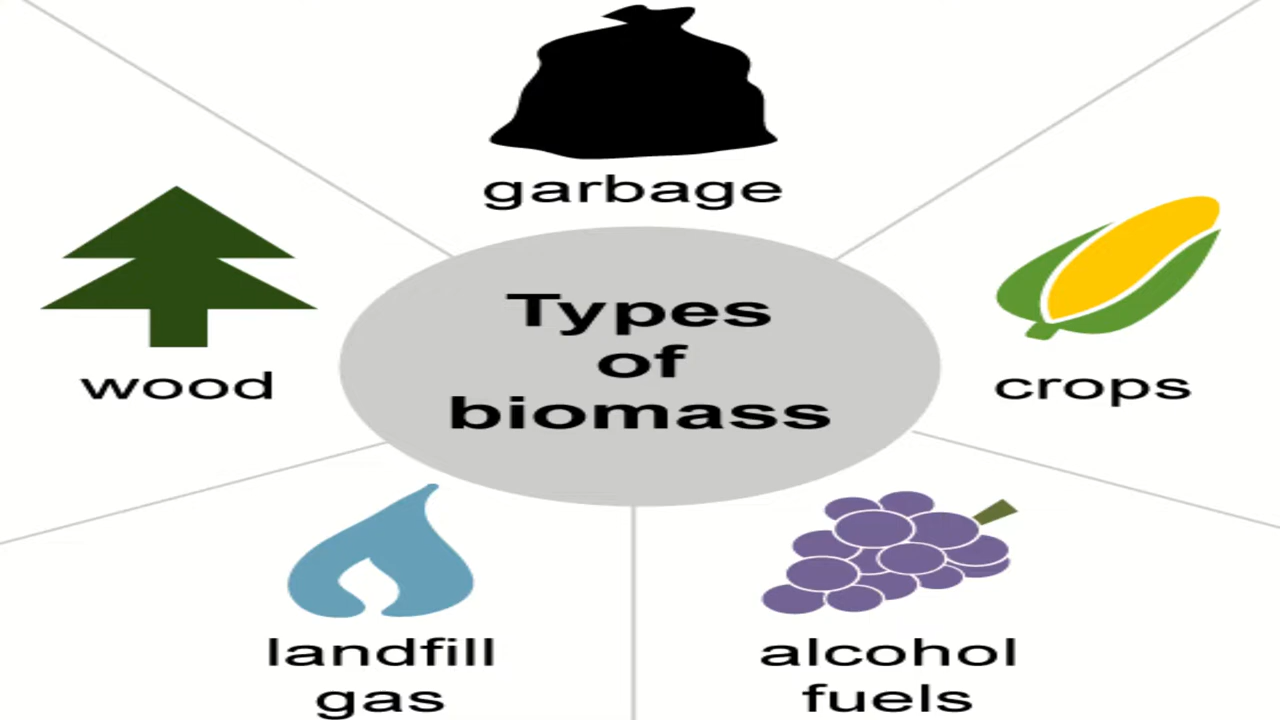 garbage
Types
of
biomass
wood
crops
landfill
gas
alcohol
fuels